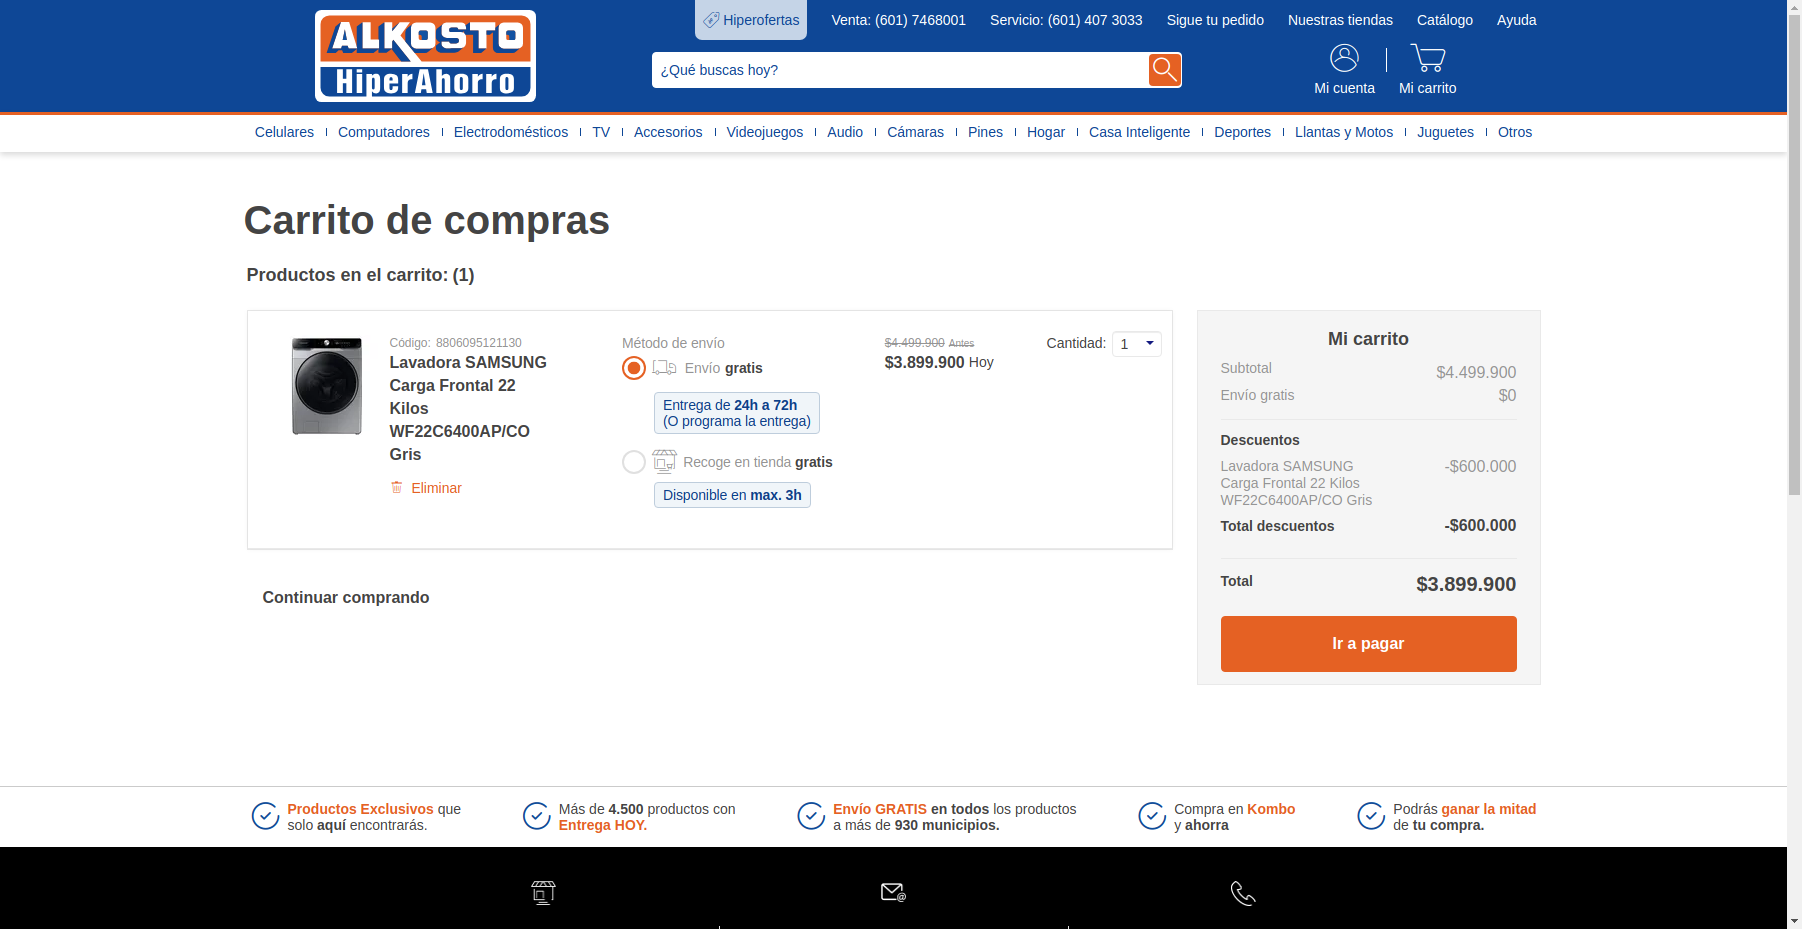 ALKOSTO
HiperAhorro
Hiperofertas
Venta: (601) 7468001
Servicio: (601) 407 3033
Sigue tu pedido
Nuestras tiendas
Catálogo
Ayuda
¿Qué buscas hoy?
Mi cuenta
Mi carrito
Celulares
Computadores
Electrodomésticos
TV
Accesorios
Videojuegos
Audio
Cámaras
Pines
Hogar
Casa Inteligente
Deportes
Llantas y Motos
Juguetes
Otros
Carrito de compras
Productos en el carrito: (1)
Código: 8806095121130
Lavadora SAMSUNG
Carga Frontal 22
Kilos
WF22C6400AP/CO
Gris
Eliminar
Método de envío
Envío gratis
Entrega de 24h a 72h
(O programa la entrega)
Recoge en tienda gratis
Disponible en max. 3h
$4.499.900 Antes
$3.899.900 Hoy
Cantidad: 1
Continuar comprando
Mi carrito
Subtotal $4.499.900
Envío gratis $0
Descuentos
Lavadora SAMSUNG -$600.000
Carga Frontal 22 Kilos
WF22C6400AP/CO Gris
Total descuentos -$600.000
Total $3.899.900
Ir a pagar
Productos Exclusivos que
solo aquí encontrarás.
Más de 4.500 productos con
Entrega HOY.
Envío GRATIS en todos los productos
a más de 930 municipios.
Compra en Kombo
y ahorra
Podrás ganar la mitad
de tu compra.